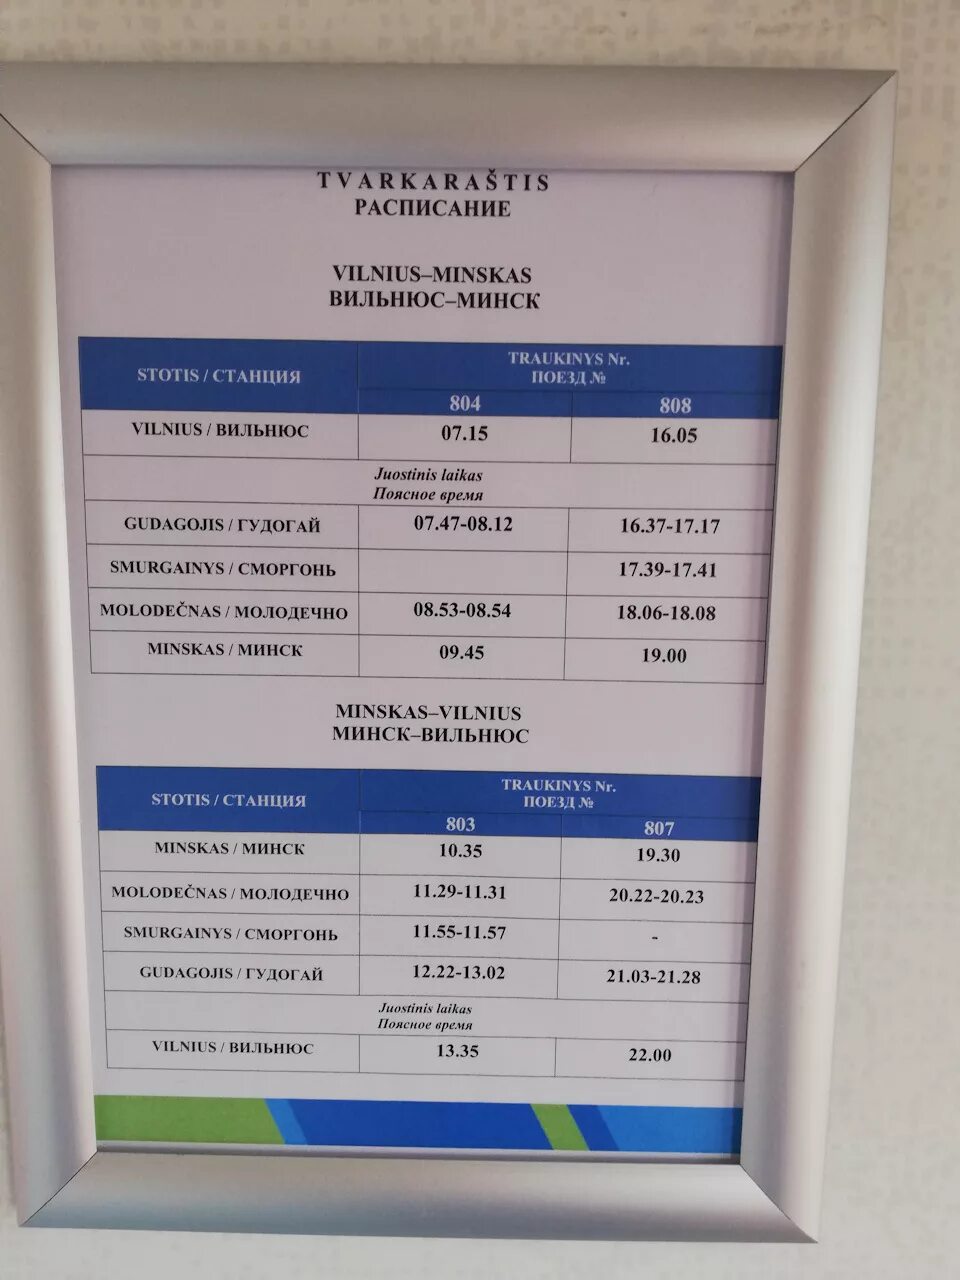 TVARKARAŠTIS
РАСПИСАНИЕ
VILNIUS–MINSKAS
ВИЛЬНЮС–МИНСК
STOTIS / СТАНЦИЯ
TRAUKINYS Nr.
ПОЕЗД №
804 808
VILNIUS / ВИЛЬНЮС 07.15 16.05
Juostinis laikas
Поясное время
GUDAGOJIS / ГУДОГАЙ 07.47-08.12 16.37-17.17
SMURGAINYS / СМОРГОНЬ 17.39-17.41
MOLODEČNAS / МОЛОДЕЧНО 08.53-08.54 18.06-18.08
MINSKAS / МИНСК 09.45 19.00
MINSKAS–VILNIUS
МИНСК–ВИЛЬНЮС
STOTIS / СТАНЦИЯ
TRAUKINYS Nr.
ПОЕЗД №
803 807
MINSKAS / МИНСК 10.35 19.30
MOLODEČNAS / МОЛОДЕЧНО 11.29-11.31 20.22-20.23
SMURGAINYS / СМОРГОНЬ 11.55-11.57 -
GUDAGOJIS / ГУДОГАЙ 12.22-13.02 21.03-21.28
Juostinis laikas
Поясное время
VILNIUS / ВИЛЬНЮС 13.35 22.00